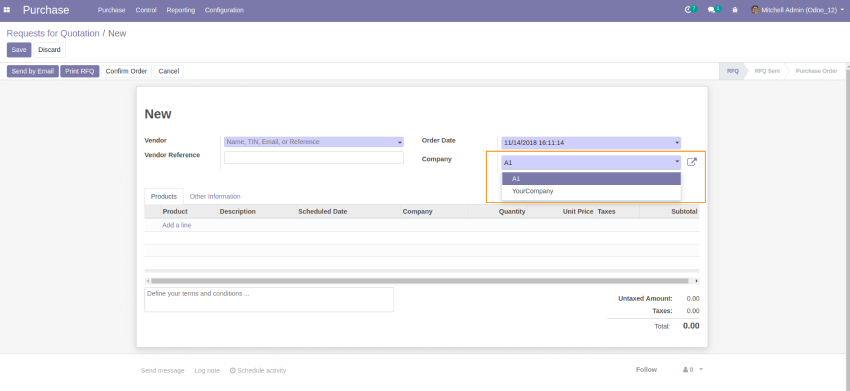 Purchase Purchase Control Reporting Configuration 7 1 Mitchell Admin (Odoo_12)
Requests for Quotation / New
Save Discard
Send by Email Print RFQ Confirm Order Cancel RFQ RFQ Sent Purchase Order
New
Vendor Name, TIN, Email, or Reference Order Date 11/14/2018 16:11:14
Vendor Reference Company A1
A1
YourCompany
Products Other Information
Product Description Scheduled Date Company Quantity Unit Price Taxes Subtotal
Add a line
Define your terms and conditions ...
Untaxed Amount: 0.00
Taxes: 0.00
Total: 0.00
Send message Log note Schedule activity Follow 0